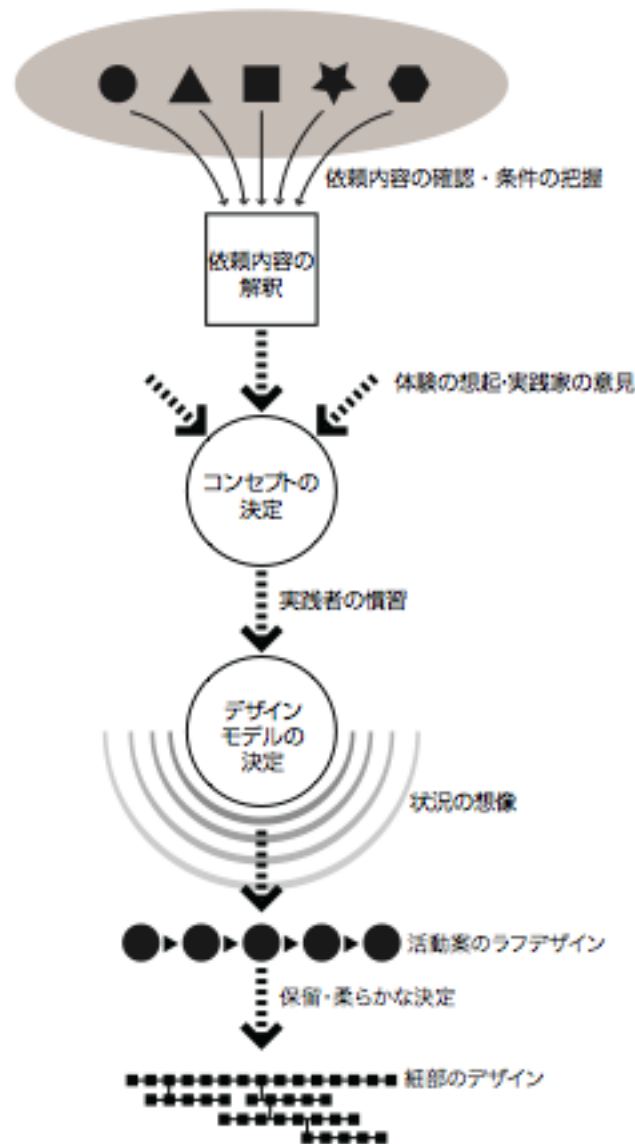 依頼内容の確認・条件の把握
依頼内容の
解釈
体験の想起・実践家の意見
コンセプトの
決定
実践者の慣習
デザイン
モデルの
決定
状況の想像
活動案のラフデザイン
保留・柔らかな決定
細部のデザイン